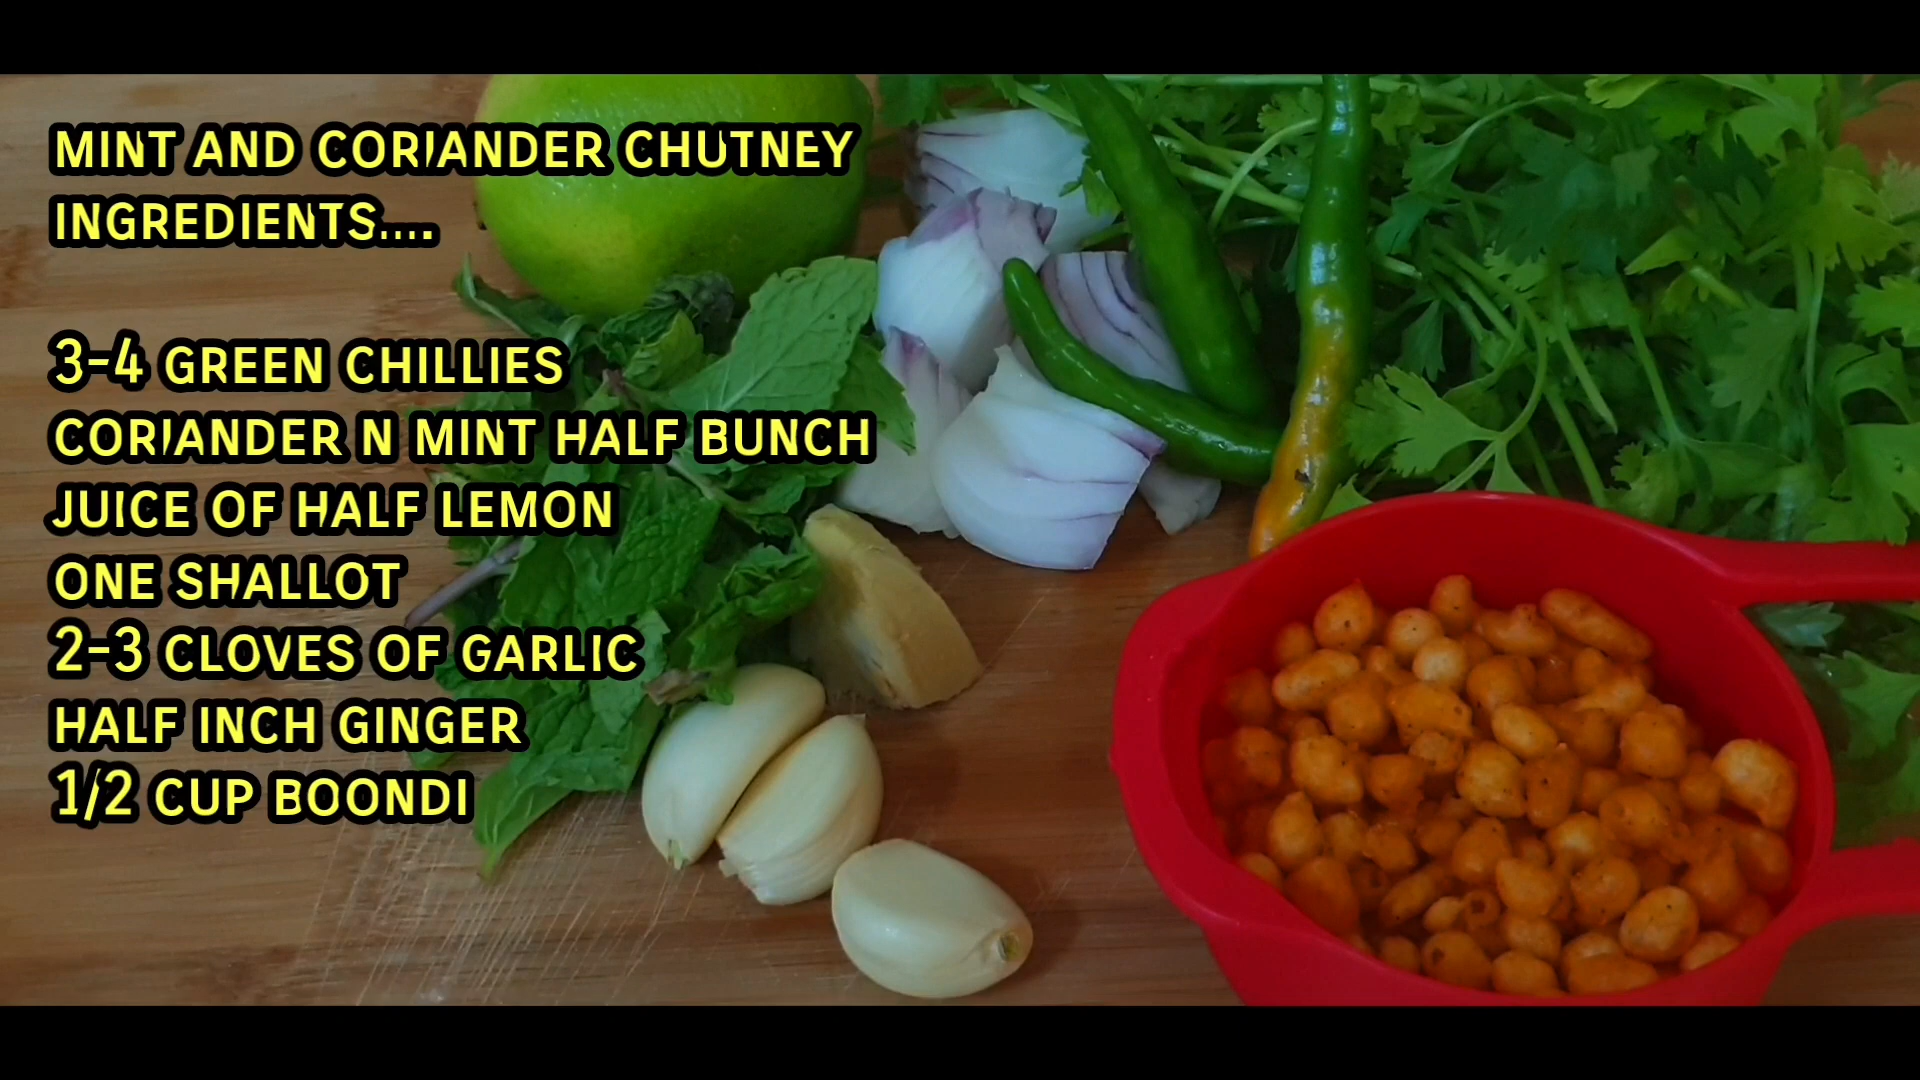 MINT AND CORIANDER CHUTNEY
INGREDIENTS....
3-4 GREEN CHILLIES
CORIANDER N MINT HALF BUNCH
JUICE OF HALF LEMON
ONE SHALLOT
2-3 CLOVES OF GARLIC
HALF INCH GINGER
1/2 CUP BOONDI